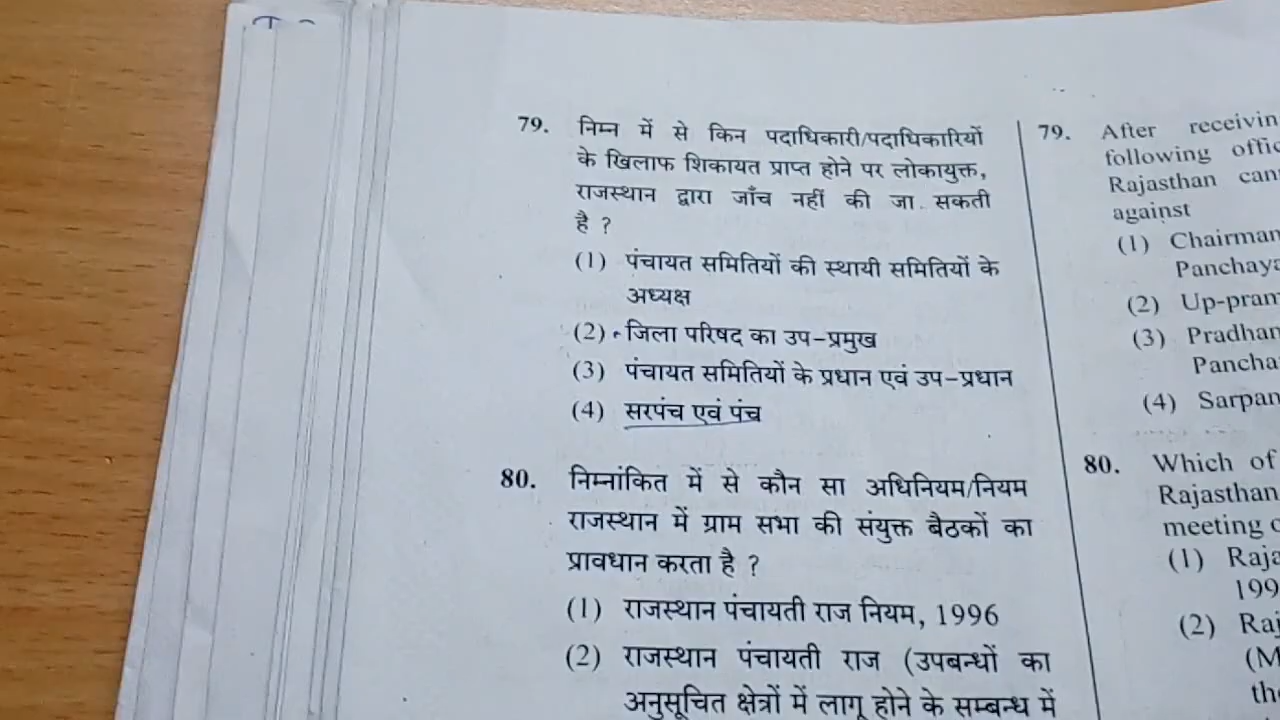 79. निम्न में से किन पदाधिकारी/पदाधिकारियों
के खिलाफ शिकायत प्राप्त होने पर लोकायुक्त,
राजस्थान द्वारा जाँच नहीं की जा सकती
है ?
(1) पंचायत समितियों की स्थायी समितियों के
अध्यक्ष
(2) जिला परिषद का उप-प्रमुख
(3) पंचायत समितियों के प्रधान एवं उप-प्रधान
(4) सरपंच एवं पंच
80. निम्नांकित में से कौन सा अधिनियम/नियम
राजस्थान में ग्राम सभा की संयुक्त बैठकों का
प्रावधान करता है ?
(1) राजस्थान पंचायती राज नियम, 1996
(2) राजस्थान पंचायती राज (उपबन्धों का
अनुसूचित क्षेत्रों में लागू होने के सम्बन्ध में
79. After receivin
following offic
Rajasthan can
against
(1) Chairman
Panchaya
(2) Up-pram
(3) Pradhan
Pancha
(4) Sarpan
80. Which of
Rajasthan
meeting
(1) Raja
199
(2) Raj
(M
the